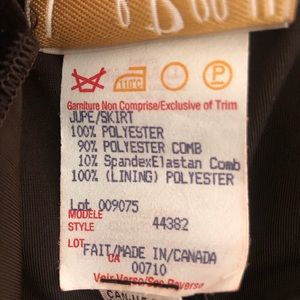 110°C
P
Garniture Non Comprise/Exclusive of Trim
JUPE/SKIRT
100% POLYESTER
90% POLYESTER COMB
10% SpandexElastan Comb
100% (LINING) POLYESTER
Lot 009075
MODELE
STYLE 44382
LOT FAIT/MADE IN/CANADA
CA 00710
Voir Verso/See Reverse